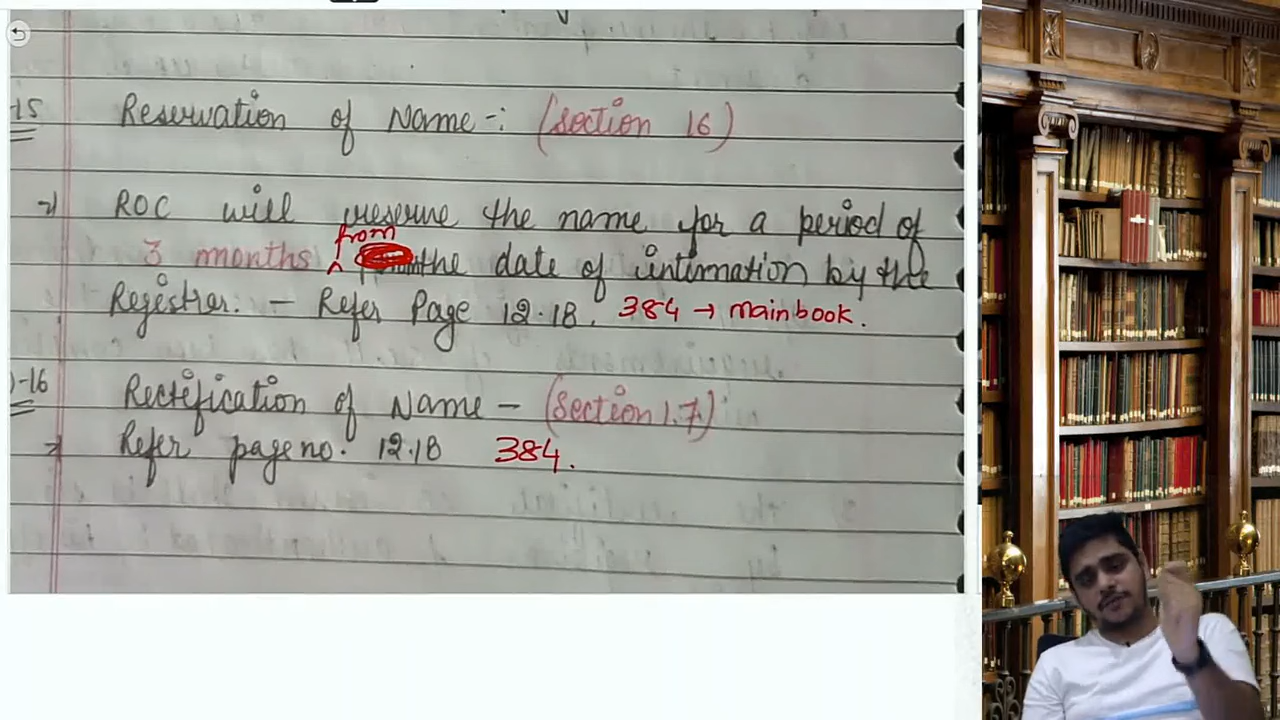 -15 Reservation of Name -: (section 16)
→ ROC will reserve the name for a period of
3 months from the date of intimation by the
Registrar. - Refer Page 12.18. 384 → main book.
-16 Rectification of Name - (Section 17)
→ Refer page no. 12.18 384.